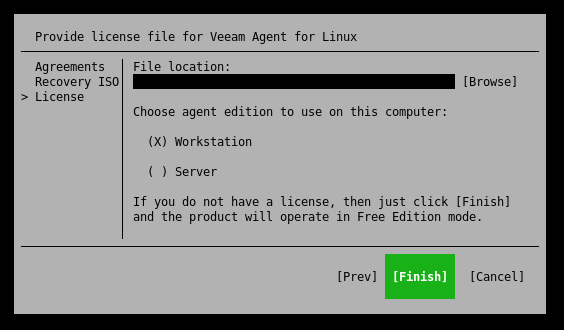 Provide license file for Veeam Agent for Linux
Agreements
Recovery ISO
> License
File location:
[Browse]
Choose agent edition to use on this computer:
(X) Workstation
( ) Server
If you do not have a license, then just click [Finish]
and the product will operate in Free Edition mode.
[Prev] [Finish] [Cancel]